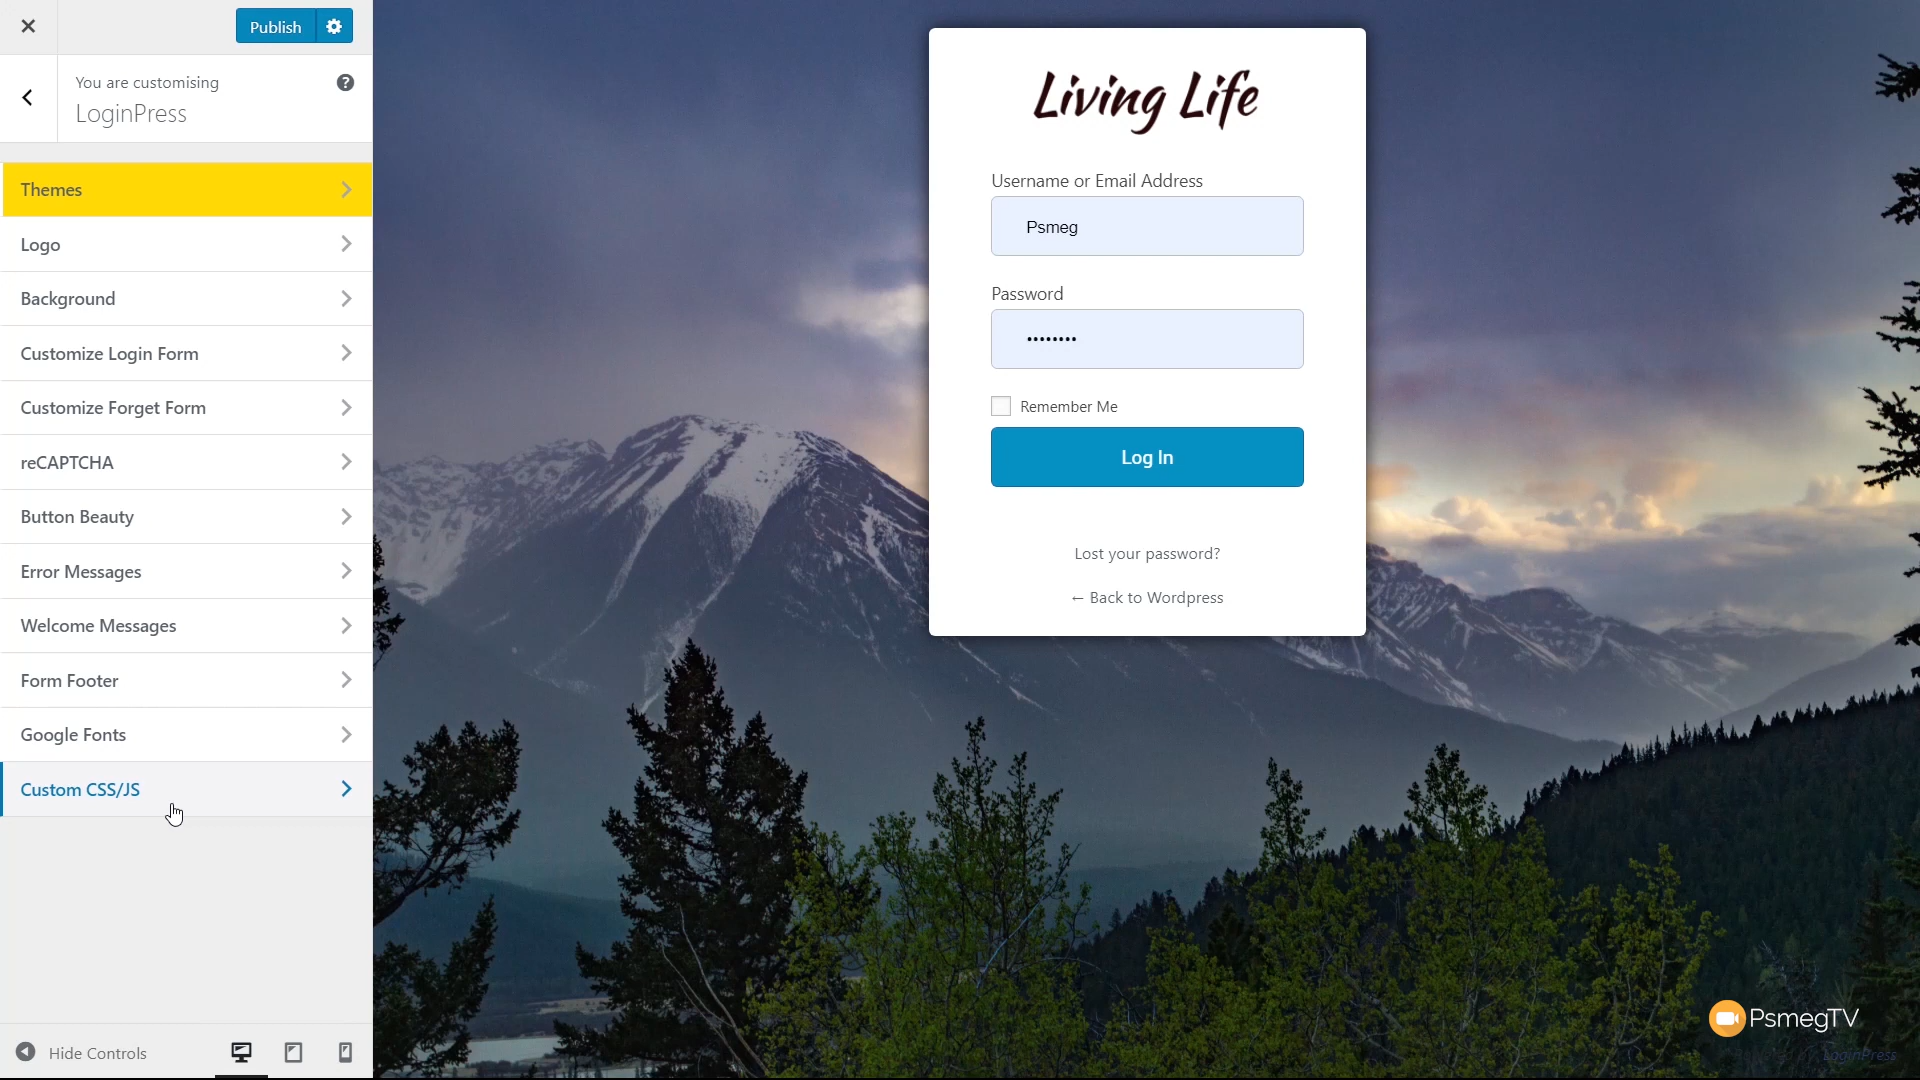 Publish
You are customising
LoginPress
Themes
Logo
Background
Customize Login Form
Customize Forget Form
reCAPTCHA
Button Beauty
Error Messages
Welcome Messages
Form Footer
Google Fonts
Custom CSS/JS
Hide Controls
Living Life
Username or Email Address
Psmeg
Password
••••••••
Remember Me
Log In
Lost your password?
← Back to Wordpress
PsmegTV
LoginPress